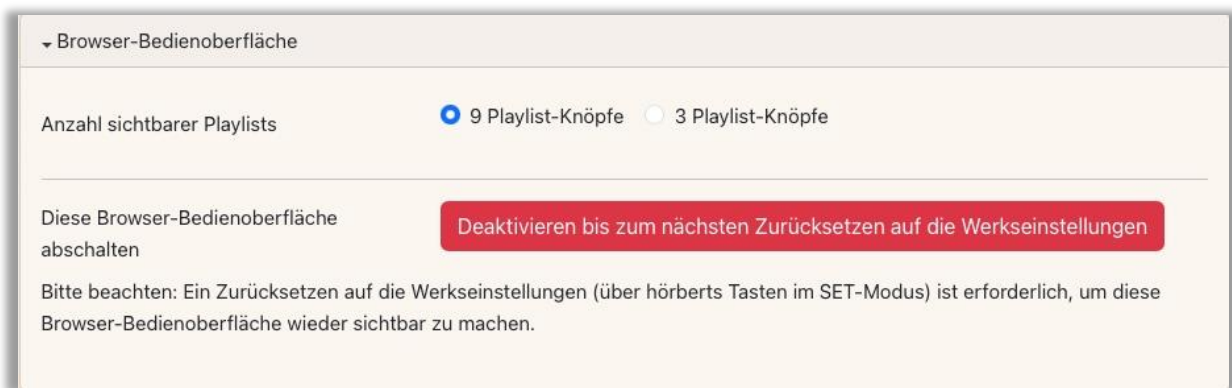 Browser-Bedienoberfläche
Anzahl sichtbarer Playlists
9 Playlist-Knöpfe 3 Playlist-Knöpfe
Diese Browser-Bedienoberfläche
abschalten
Deaktivieren bis zum nächsten Zurücksetzen auf die Werkseinstellungen
Bitte beachten: Ein Zurücksetzen auf die Werkseinstellungen (über hörberts Tasten im SET-Modus) ist erforderlich, um diese
Browser-Bedienoberfläche wieder sichtbar zu machen.